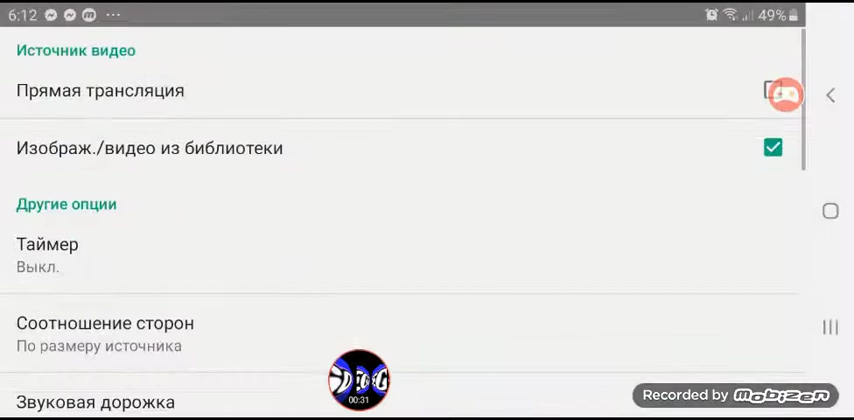 6:12
49%
Источник видео
Прямая трансляция
Изображ./видео из библиотеки
Другие опции
Таймер
Выкл.
Соотношение сторон
По размеру источника
00:31
Звуковая дорожка
Recorded by MOBIZEN